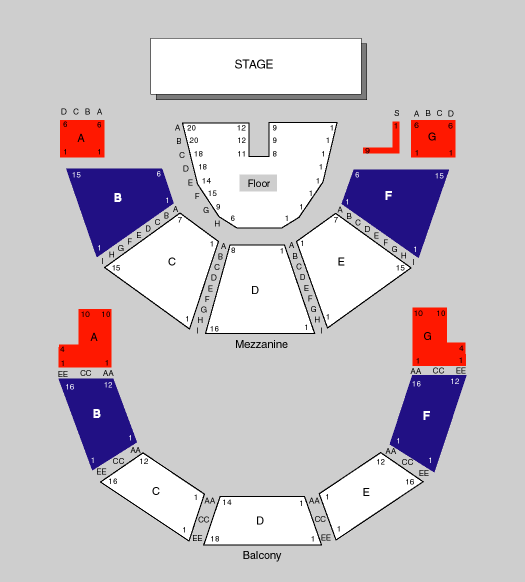 STAGE
D C B A
S A B C D
6 6
A
1 1
1
9
6 6
G
1 1
A 20 12 9 1
B 20 12 9
C 18 11 8
D 18
E 14
F 15
G 9 9
H 6 1 1
Floor
15 6
B
1 1
6 15
F
1 1
I H G F E D C B A
A B C D E F G H I
7
1
C
15
1
A B C D E F G H I
8 1
D
16 1
A B C D E F G H I
7
1
E
15
1
Mezzanine
10 10
A
4
1 1
EE CC AA
10 10
G
4
1 1
AA CC EE
16 12
B
1 1
16 12
F
1 1
EE CC AA
AA CC EE
12
16
C
1
1
AA
CC
EE
14 1
D
18 1
AA
CC
EE
12
16
E
1
1
Balcony